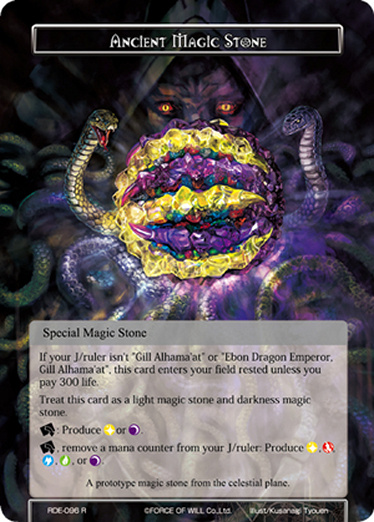 Ancient Magic Stone
Special Magic Stone
If your J/ruler isn't "Gill Alhama'at" or "Ebon Dragon Emperor,
Gill Alhama'at", this card enters your field rested unless you
pay 300 life.
Treat this card as a light magic stone and darkness magic
stone.
: Produce or .
, remove a mana counter from your J/ruler: Produce , ,
, , or .
A prototype magic stone from the celestial plane.
RDE-096 R ©FORCE OF WILL Co.,Ltd. Illust/Kusanagi Tyouen